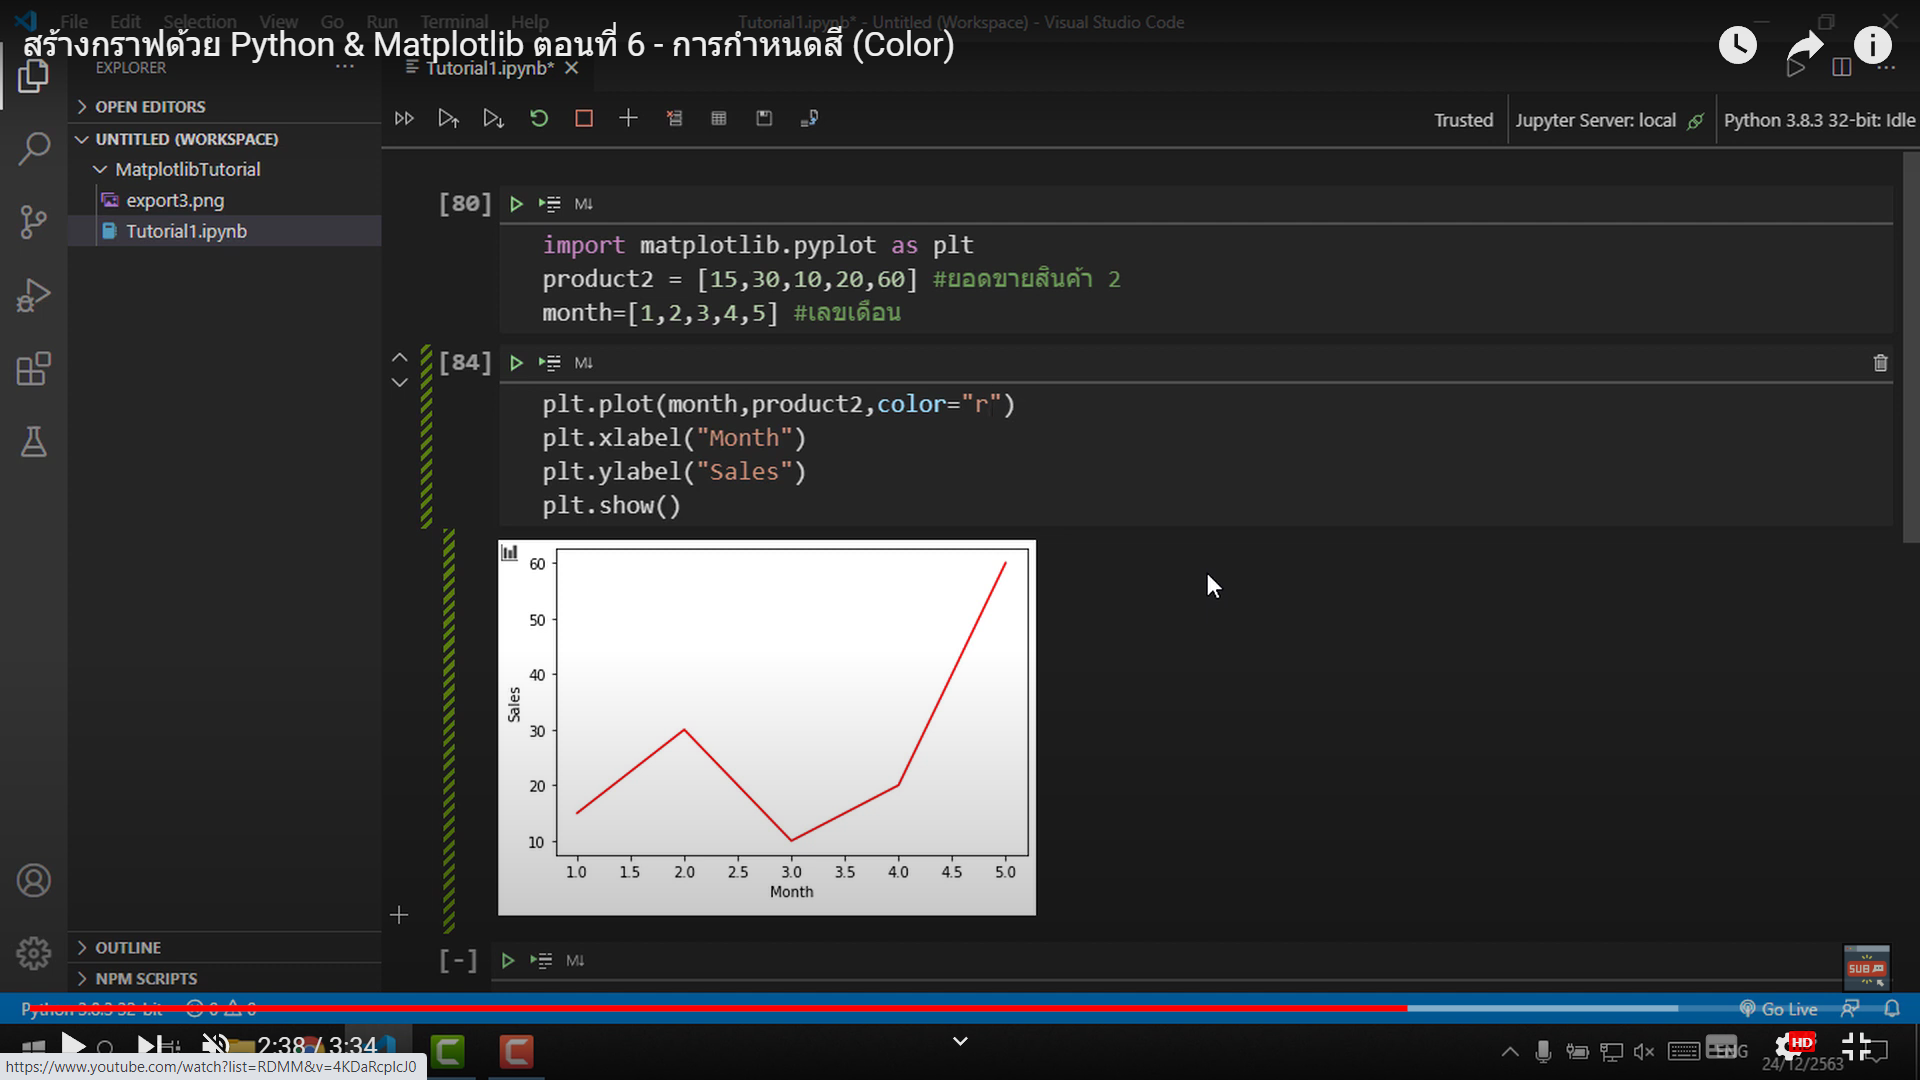 File Edit Selection View Go Run Terminal Help
Tutorial1.ipynb* - Untitled (Workspace) - Visual Studio Code
สร้างกราฟด้วย Python & Matplotlib ตอนที่ 6 - การกำหนดสี (Color)
EXPLORER
Tutorial1.ipynb*
OPEN EDITORS
UNTITLED (WORKSPACE)
MatplotlibTutorial
export3.png
Tutorial1.ipynb
Trusted
Jupyter Server: local
Python 3.8.3 32-bit: Idle
[80]
M↓
import matplotlib.pyplot as plt
product2 = [15,30,10,20,60] #ยอดขายสินค้า 2
month=[1,2,3,4,5] #เลขเดือน
[84]
M↓
plt.plot(month,product2,color="r")
plt.xlabel("Month")
plt.ylabel("Sales")
plt.show()
60
50
40
30
20
10
Sales
1.0 1.5 2.0 2.5 3.0 3.5 4.0 4.5 5.0
Month
[-]
M↓
OUTLINE
NPM SCRIPTS
SUB
Python 3.8.3 32-bit 0 0
Go Live
2:38 / 3:34
ENG
HD
24/12/2563
https://www.youtube.com/watch?list=RDMM&v=4KDaRcpIcJ0